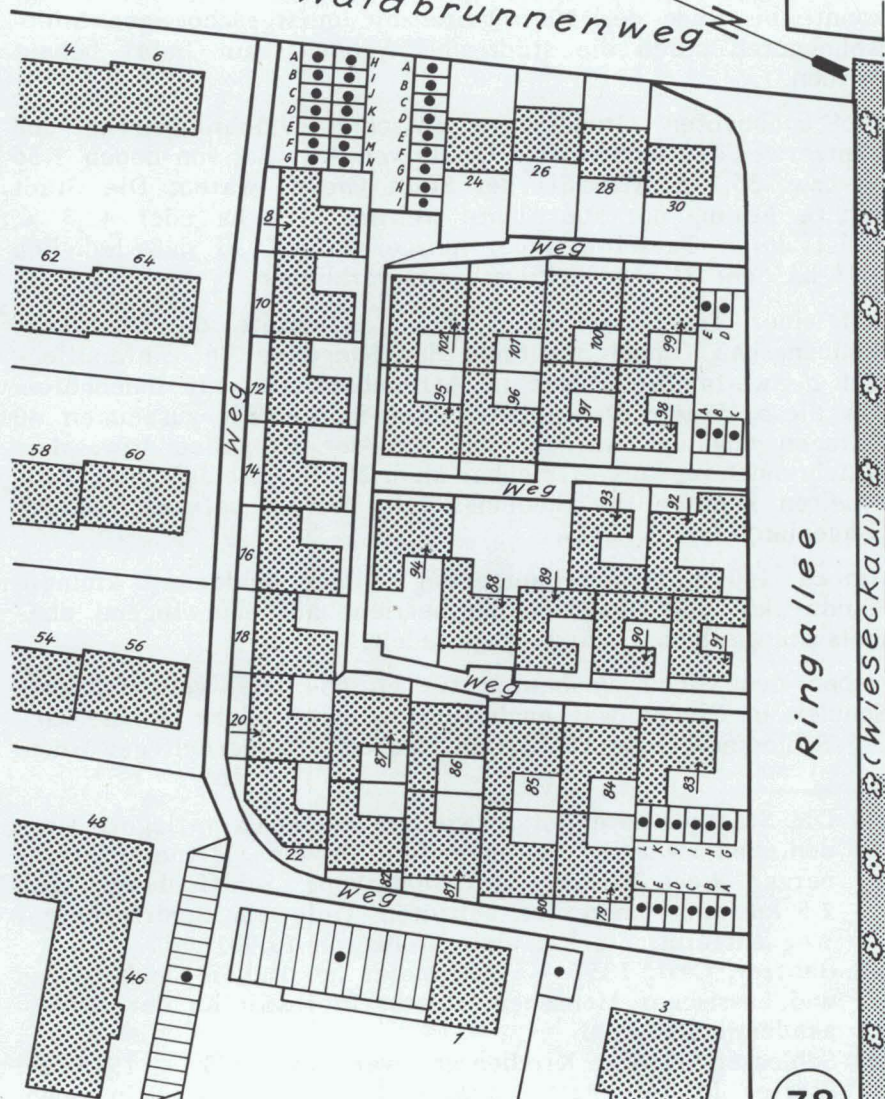 Waldbrunnenweg
6
A
B
C
D
E
F
G
H
I
J
K
M
N
A
B
C
D
E
F
G
H
I
24
26
28
30
8
Weg
62
64
10
102
101
100
99
E
D
12
95
96
97
98
A
B
C
Weg
14
58
60
Weg
93
92
16
94
88
89
18
90
91
54
56
Weg
20
87
86
85
84
83
L
K
J
I
H
G
22
82
81
80
79
F
E
D
C
B
A
Weg
48
46
1
3
Ringallee
(Wieseckau)
78